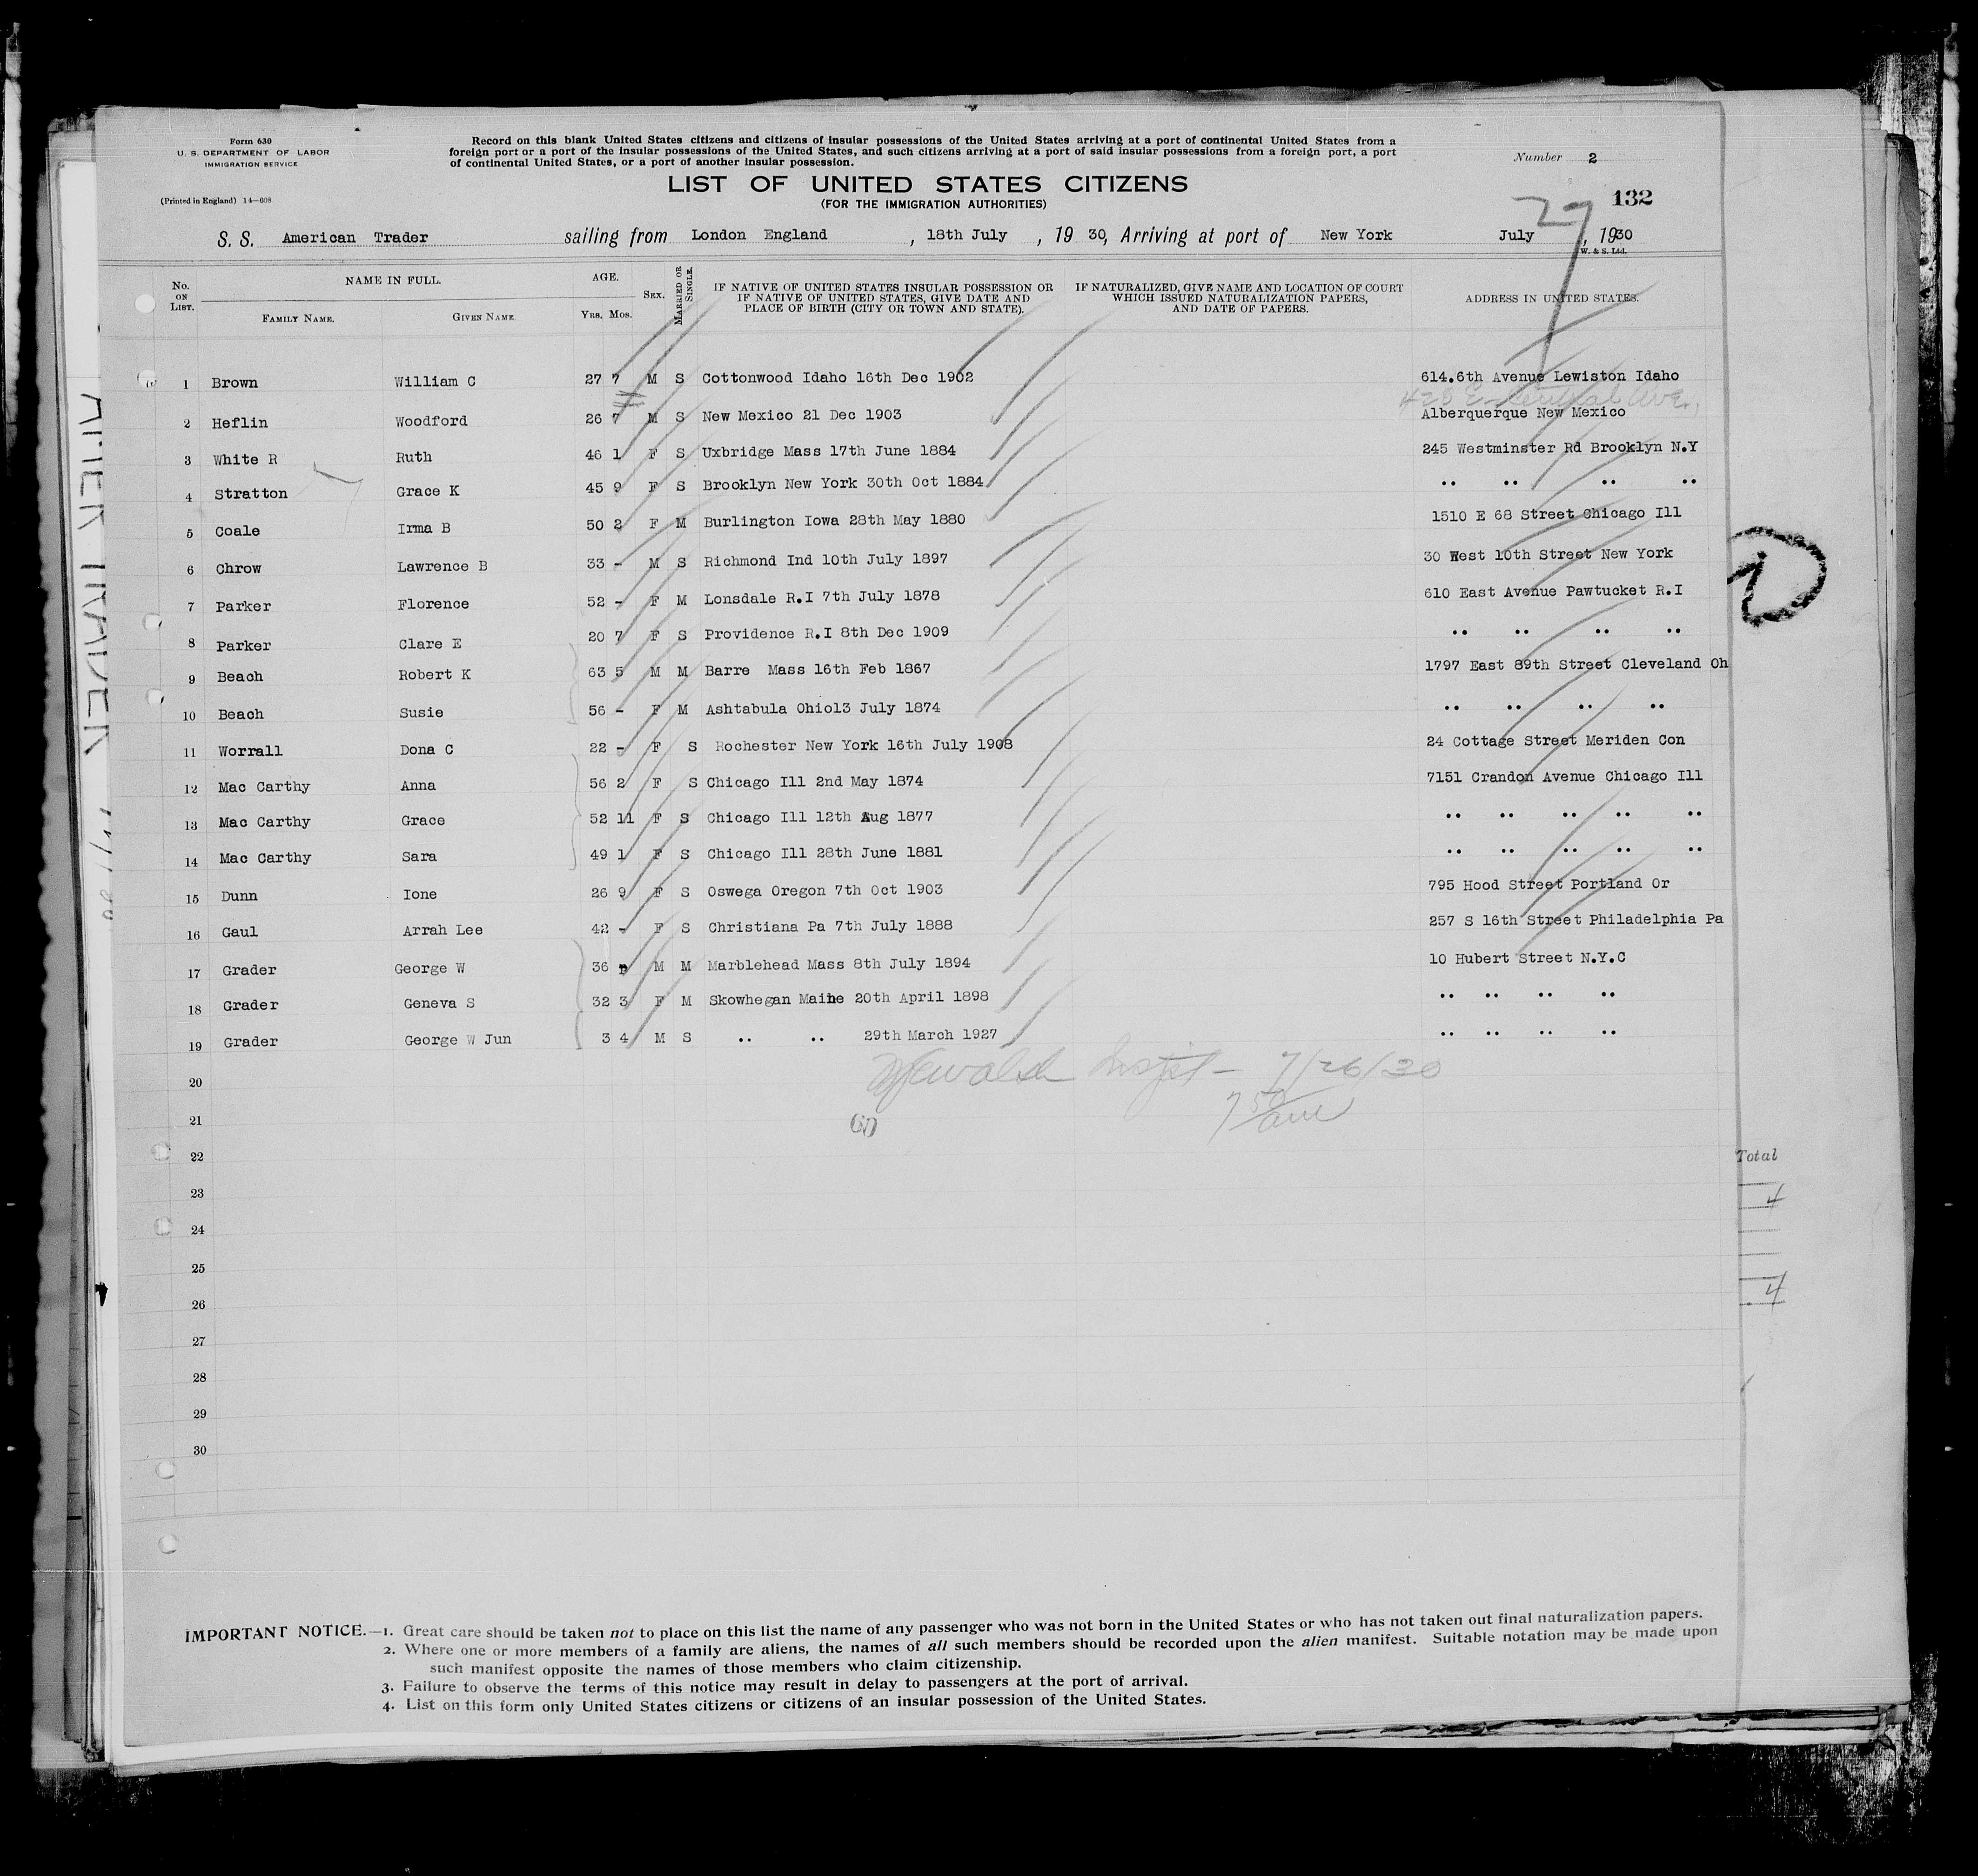 Form 630
U. S. DEPARTMENT OF LABOR
IMMIGRATION SERVICE
(Printed in England) 14—608
Record on this blank United States citizens and citizens of insular possessions of the United States arriving at a port of continental United States from a
foreign port or a port of the insular possessions of the United States, and such citizens arriving at a port of said insular possessions from a foreign port, a port
of continental United States, or a port of another insular possession.
Number 2
LIST OF UNITED STATES CITIZENS
(FOR THE IMMIGRATION AUTHORITIES)
132
27
S. S. American Trader sailing from London England , 18th July , 19 30, Arriving at port of New York July , 1930
W. & S. Ltd.
No. ON LIST. NAME IN FULL. FAMILY NAME. GIVEN NAME. AGE. YRS. MOS. SEX. MARRIED OR SINGLE. IF NATIVE OF UNITED STATES INSULAR POSSESSION OR IF NATIVE OF UNITED STATES, GIVE DATE AND PLACE OF BIRTH (CITY OR TOWN AND STATE). IF NATURALIZED, GIVE NAME AND LOCATION OF COURT WHICH ISSUED NATURALIZATION PAPERS, AND DATE OF PAPERS. ADDRESS IN UNITED STATES.
1 Brown William C 27 7 M S Cottonwood Idaho 16th Dec 1902 614.6th Avenue Lewiston Idaho
Central Ave.,
2 Heflin Woodford 26 7 M S New Mexico 21 Dec 1903 Alberquerque New Mexico
3 White R Ruth 46 1 F S Uxbridge Mass 17th June 1884 245 Westminster Rd Brooklyn N.Y
4 Stratton Grace K 45 9 F S Brooklyn New York 30th Oct 1884 .. .. .. ..
5 Coale Irma B 50 2 F M Burlington Iowa 28th May 1880 1510 E 68 Street Chicago Ill
6 Chrow Lawrence B 33 - M S Richmond Ind 10th July 1897 30 West 10th Street New York
7 Parker Florence 52 - F M Lonsdale R.I 7th July 1878 610 East Avenue Pawtucket R.I
8 Parker Clare E 20 7 F S Providence R.I 8th Dec 1909 .. .. .. ..
9 Beach Robert K 63 5 M M Barre Mass 16th Feb 1867 1797 East 89th Street Cleveland Oh
10 Beach Susie 56 - F M Ashtabula Ohio13 July 1874 .. .. .. ..
11 Worrall Dona C 22 - F S Rochester New York 16th July 1908 24 Cottage Street Meriden Con
12 Mac Carthy Anna 56 2 F S Chicago Ill 2nd May 1874 7151 Crandon Avenue Chicago Ill
13 Mac Carthy Grace 52 11 F S Chicago Ill 12th Aug 1877 .. .. .. .. ..
14 Mac Carthy Sara 49 1 F S Chicago Ill 28th June 1881 .. .. .. .. ..
15 Dunn Ione 26 9 F S Oswega Oregon 7th Oct 1903 795 Hood Street Portland Or
16 Gaul Arrah Lee 42 - F S Christiana Pa 7th July 1888 257 S 16th Street Philadelphia Pa
17 Grader George W 36 M M Marblehead Mass 8th July 1894 10 Hubert Street N.Y.C
18 Grader Geneva S 32 3 F M Skowhegan Maine 20th April 1898 .. .. .. ..
19 Grader George W Jun 3 4 M S .. .. 29th March 1927 .. .. .. ..
7/26/30
20
7 50 am
21
22
Total
23
4
24
25
26
4
27
28
29
30
IMPORTANT NOTICE.—1. Great care should be taken not to place on this list the name of any passenger who was not born in the United States or who has not taken out final naturalization papers.
2. Where one or more members of a family are aliens, the names of all such members should be recorded upon the alien manifest. Suitable notation may be made upon
such manifest opposite the names of those members who claim citizenship.
3. Failure to observe the terms of this notice may result in delay to passengers at the port of arrival.
4. List on this form only United States citizens or citizens of an insular possession of the United States.